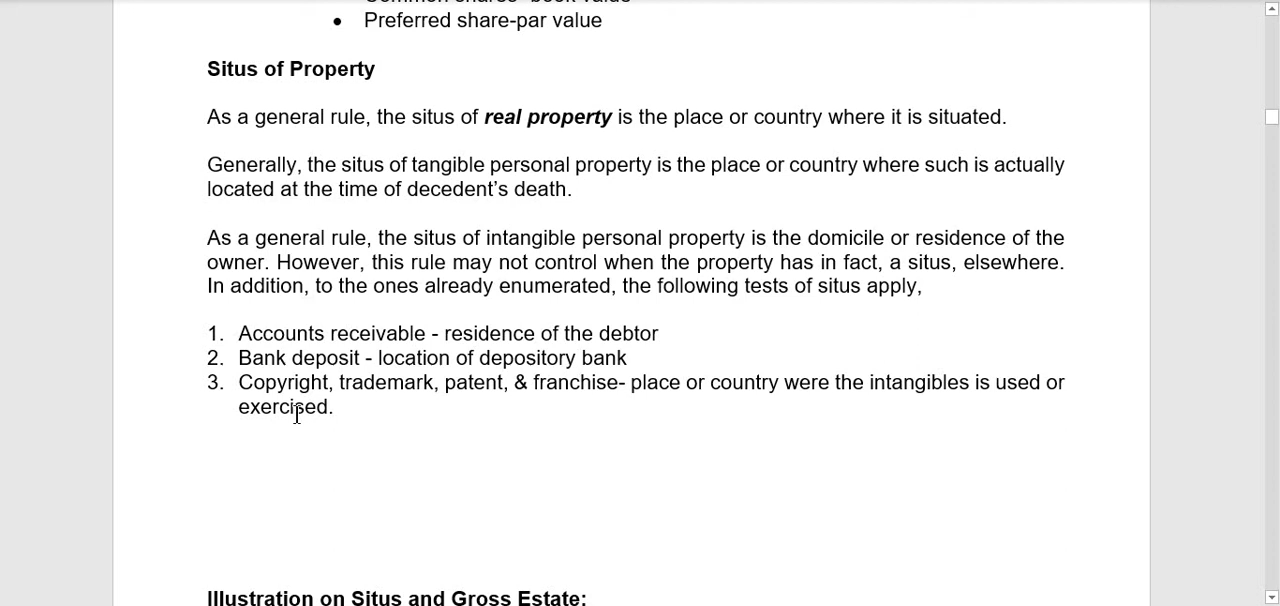 Common shares- book value
• Preferred share-par value
Situs of Property
As a general rule, the situs of real property is the place or country where it is situated.
Generally, the situs of tangible personal property is the place or country where such is actually
located at the time of decedent’s death.
As a general rule, the situs of intangible personal property is the domicile or residence of the
owner. However, this rule may not control when the property has in fact, a situs, elsewhere.
In addition, to the ones already enumerated, the following tests of situs apply,
1. Accounts receivable - residence of the debtor
2. Bank deposit - location of depository bank
3. Copyright, trademark, patent, & franchise- place or country were the intangibles is used or
exercised.
Illustration on Situs and Gross Estate: